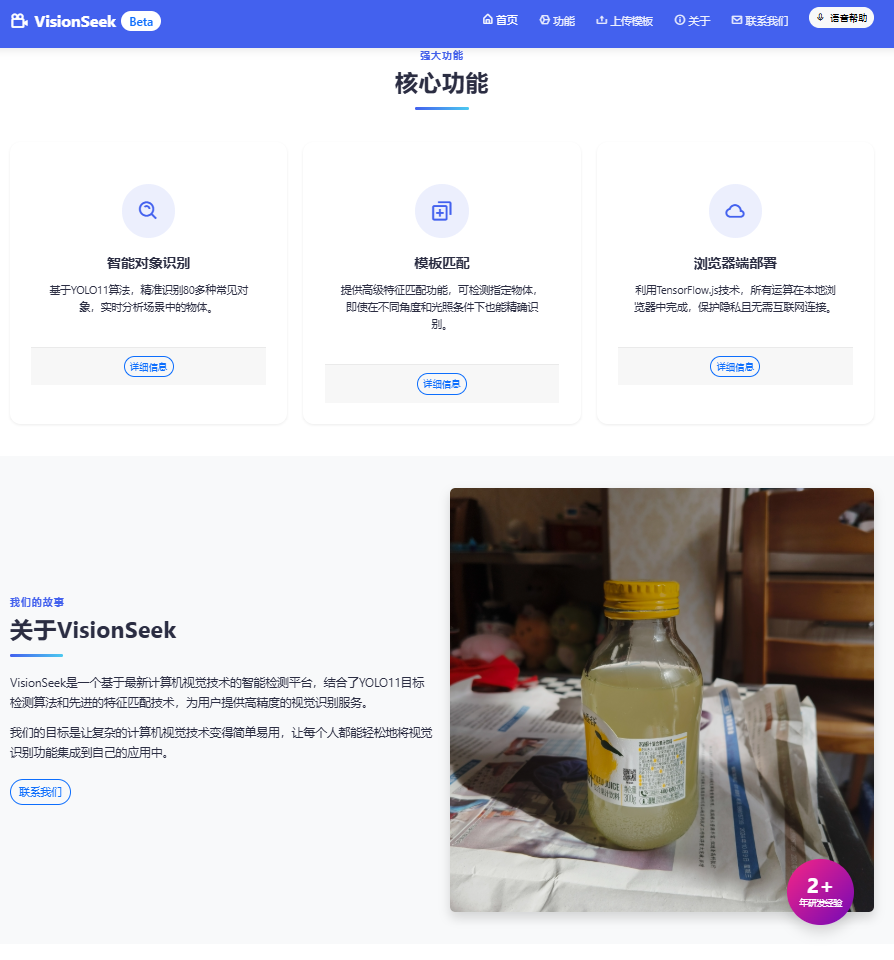 VisionSeek Beta
首页 功能 上传模板 关于 联系我们 语音帮助
强大功能
核心功能
智能对象识别
基于YOLO11算法，精准识别80多种常见对
象，实时分析场景中的物体。
详细信息
模板匹配
提供高级特征匹配功能，可检测指定物体，
即使在不同角度和光照条件下也能精确识
别。
详细信息
浏览器端部署
利用TensorFlow.js技术，所有运算在本地浏
览器中完成，保护隐私且无需互联网连接。
详细信息
我们的故事
关于VisionSeek
VisionSeek是一个基于最新计算机视觉技术的智能检测平台，结合了YOLO11目标
检测算法和先进的特征匹配技术，为用户提供高精度的视觉识别服务。
我们的目标是让复杂的计算机视觉技术变得简单易用，让每个人都能轻松地将视觉
识别功能集成到自己的应用中。
联系我们
JUICE
300g
2+
年研发经验